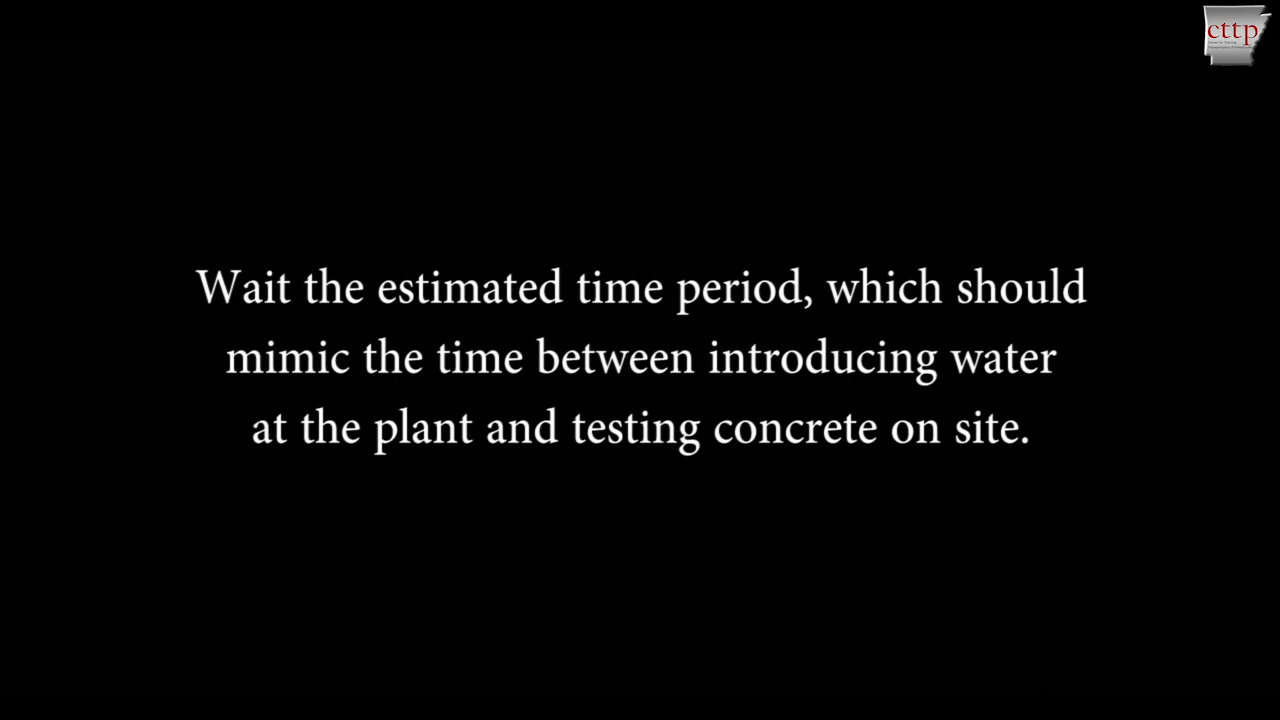 cttp
Wait the estimated time period, which should
mimic the time between introducing water
at the plant and testing concrete on site.